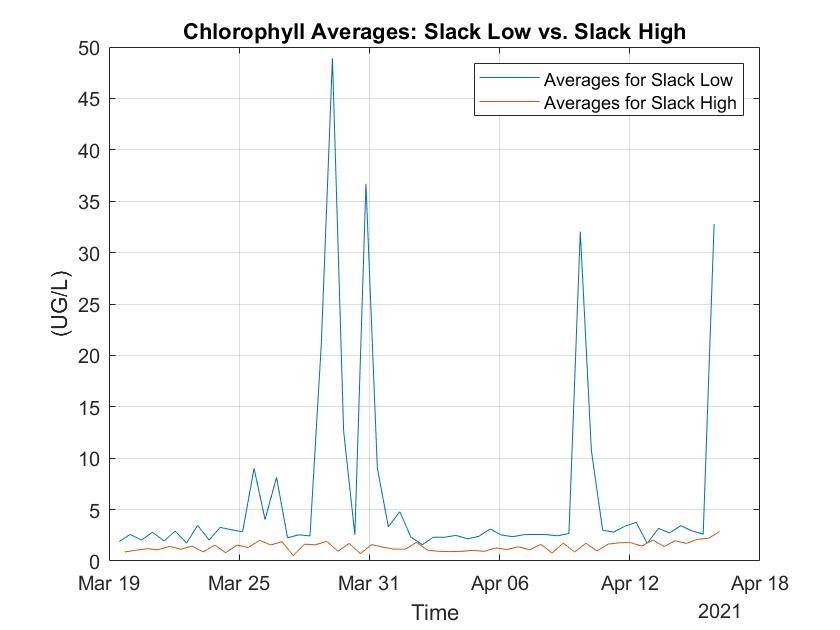 Chlorophyll Averages: Slack Low vs. Slack High
Averages for Slack Low
Averages for Slack High
50
45
40
35
30
25
20
15
10
5
0
(UG/L)
Mar 19 Mar 25 Mar 31 Apr 06 Apr 12 Apr 18
Time
2021